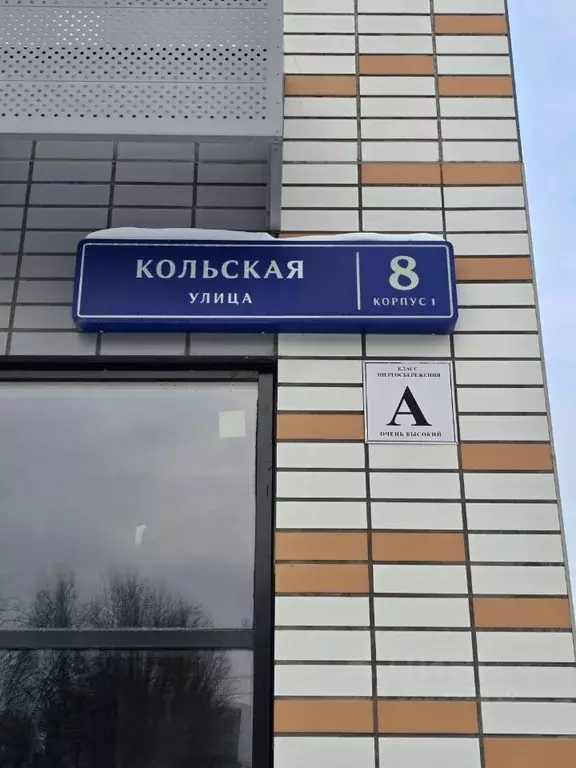 КОЛЬСКАЯ
УЛИЦА
8
КОРПУС 1
КЛАСС
ЭНЕРГОСБЕРЕЖЕНИЯ
А
ОЧЕНЬ ВЫСОКИЙ